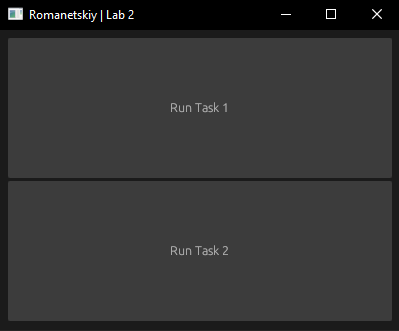 Romanetskiy | Lab 2
Run Task 1
Run Task 2